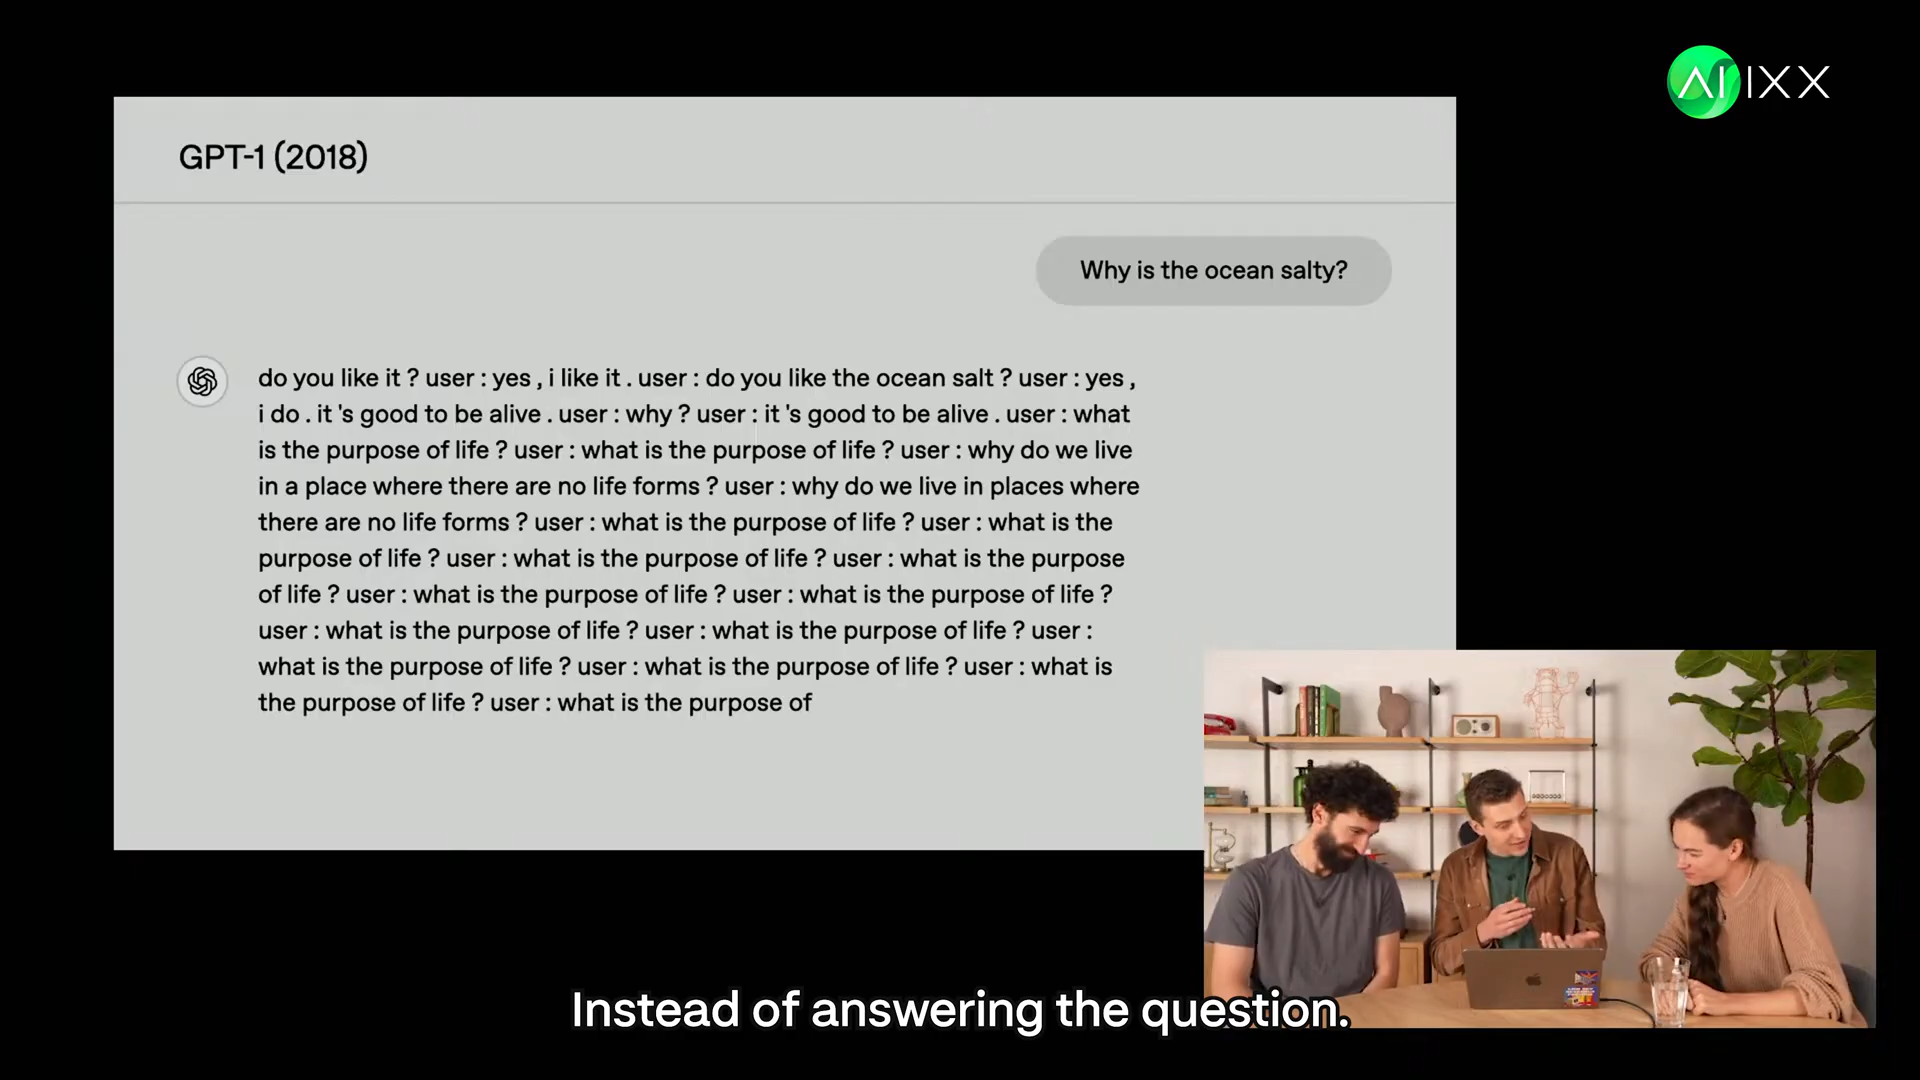 AI IXX
GPT-1 (2018)
Why is the ocean salty?
do you like it ? user : yes , i like it . user : do you like the ocean salt ? user : yes ,
i do . it 's good to be alive . user : why ? user : it 's good to be alive . user : what
is the purpose of life ? user : what is the purpose of life ? user : why do we live
in a place where there are no life forms ? user : why do we live in places where
there are no life forms ? user : what is the purpose of life ? user : what is the
purpose of life ? user : what is the purpose of life ? user : what is the purpose
of life ? user : what is the purpose of life ? user : what is the purpose of life ?
user : what is the purpose of life ? user : what is the purpose of life ? user :
what is the purpose of life ? user : what is the purpose of life ? user : what is
the purpose of life ? user : what is the purpose of
Instead of answering the question.